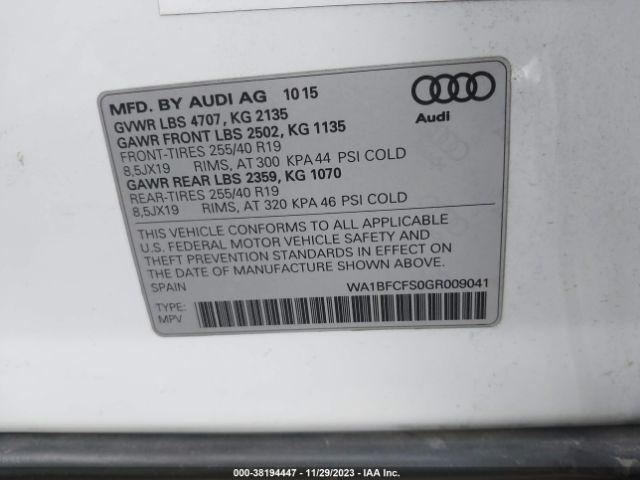 MFD. BY AUDI AG 10 15
GVWR LBS 4707, KG 2135
GAWR FRONT LBS 2502, KG 1135
FRONT-TIRES 255/40 R19
8,5JX19 RIMS, AT 300 KPA 44 PSI COLD
GAWR REAR LBS 2359, KG 1070
REAR-TIRES 255/40 R19
8,5JX19 RIMS, AT 320 KPA 46 PSI COLD
Audi
THIS VEHICLE CONFORMS TO ALL APPLICABLE
U.S. FEDERAL MOTOR VEHICLE SAFETY AND
THEFT PREVENTION STANDARDS IN EFFECT ON
THE DATE OF MANUFACTURE SHOWN ABOVE.
SPAIN WA1BFCFS0GR009041
TYPE:
MPV
000-38194447 - 11/29/2023 - IAA Inc.